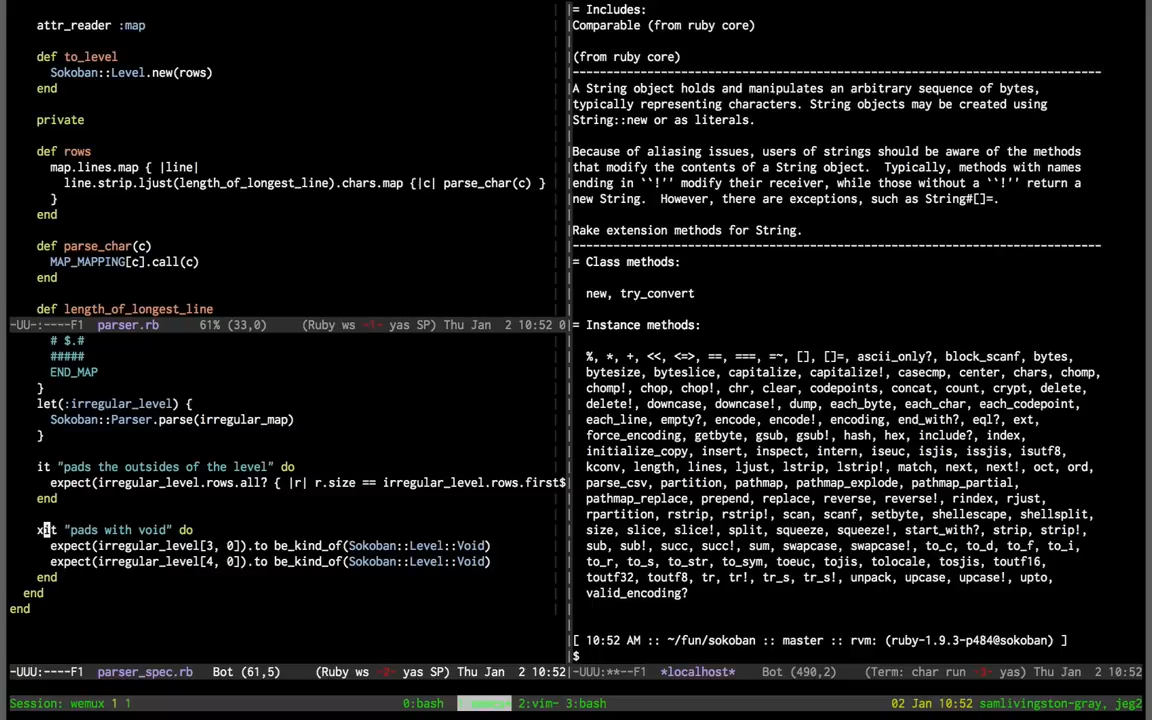 attr_reader :map
def to_level
Sokoban::Level.new(rows)
end
private
def rows
map.lines.map { |line|
line.strip.ljust(length_of_longest_line).chars.map {|c| parse_char(c) }
}
end
def parse_char(c)
MAP_MAPPING[c].call(c)
end
def length_of_longest_line
-UU-:----F1  parser.rb      61% (33,0)      (Ruby ws -1- yas SP) Thu Jan  2 10:52 0
# $.#
#####
END_MAP
}
let(:irregular_level) {
Sokoban::Parser.parse(irregular_map)
}
it "pads the outsides of the level" do
expect(irregular_level.rows.all? { |r| r.size == irregular_level.rows.first$
end
xit "pads with void" do
expect(irregular_level[3, 0]).to be_kind_of(Sokoban::Level::Void)
expect(irregular_level[4, 0]).to be_kind_of(Sokoban::Level::Void)
end
end
end
-UUU:----F1  parser_spec.rb   Bot (61,5)      (Ruby ws -2- yas SP) Thu Jan  2 10:52
= Includes:
Comparable (from ruby core)
(from ruby core)
------------------------------------------------------------------------------
A String object holds and manipulates an arbitrary sequence of bytes,
typically representing characters. String objects may be created using
String::new or as literals.
Because of aliasing issues, users of strings should be aware of the methods
that modify the contents of a String object.  Typically, methods with names
ending in ``!'' modify their receiver, while those without a ``!'' return a
new String.  However, there are exceptions, such as String#[]=.
Rake extension methods for String.
------------------------------------------------------------------------------
= Class methods:
new, try_convert
= Instance methods:
%, *, +, <<, <=>, ==, ===, =~, [], []=, ascii_only?, block_scanf, bytes,
bytesize, byteslice, capitalize, capitalize!, casecmp, center, chars, chomp,
chomp!, chop, chop!, chr, clear, codepoints, concat, count, crypt, delete,
delete!, downcase, downcase!, dump, each_byte, each_char, each_codepoint,
each_line, empty?, encode, encode!, encoding, end_with?, eql?, ext,
force_encoding, getbyte, gsub, gsub!, hash, hex, include?, index,
initialize_copy, insert, inspect, intern, iseuc, isjis, issjis, isutf8,
kconv, length, lines, ljust, lstrip, lstrip!, match, next, next!, oct, ord,
parse_csv, partition, pathmap, pathmap_explode, pathmap_partial,
pathmap_replace, prepend, replace, reverse, reverse!, rindex, rjust,
rpartition, rstrip, rstrip!, scan, scanf, setbyte, shellescape, shellsplit,
size, slice, slice!, split, squeeze, squeeze!, start_with?, strip, strip!,
sub, sub!, succ, succ!, sum, swapcase, swapcase!, to_c, to_d, to_f, to_i,
to_r, to_s, to_str, to_sym, toeuc, tojis, tolocale, tosjis, toutf16,
toutf32, toutf8, tr, tr!, tr_s, tr_s!, unpack, upcase, upcase!, upto,
valid_encoding?
[ 10:52 AM :: ~/fun/sokoban :: master :: rvm: (ruby-1.9.3-p484@sokoban) ]
$
-UUU:**--F1  *localhost*    Bot (490,2)    (Term: char run -3- yas) Thu Jan  2 10:52
Session: wemux 1 1    0:bash    2:vim- 3:bash    02 Jan 10:52 samlivingston-gray, jeg2